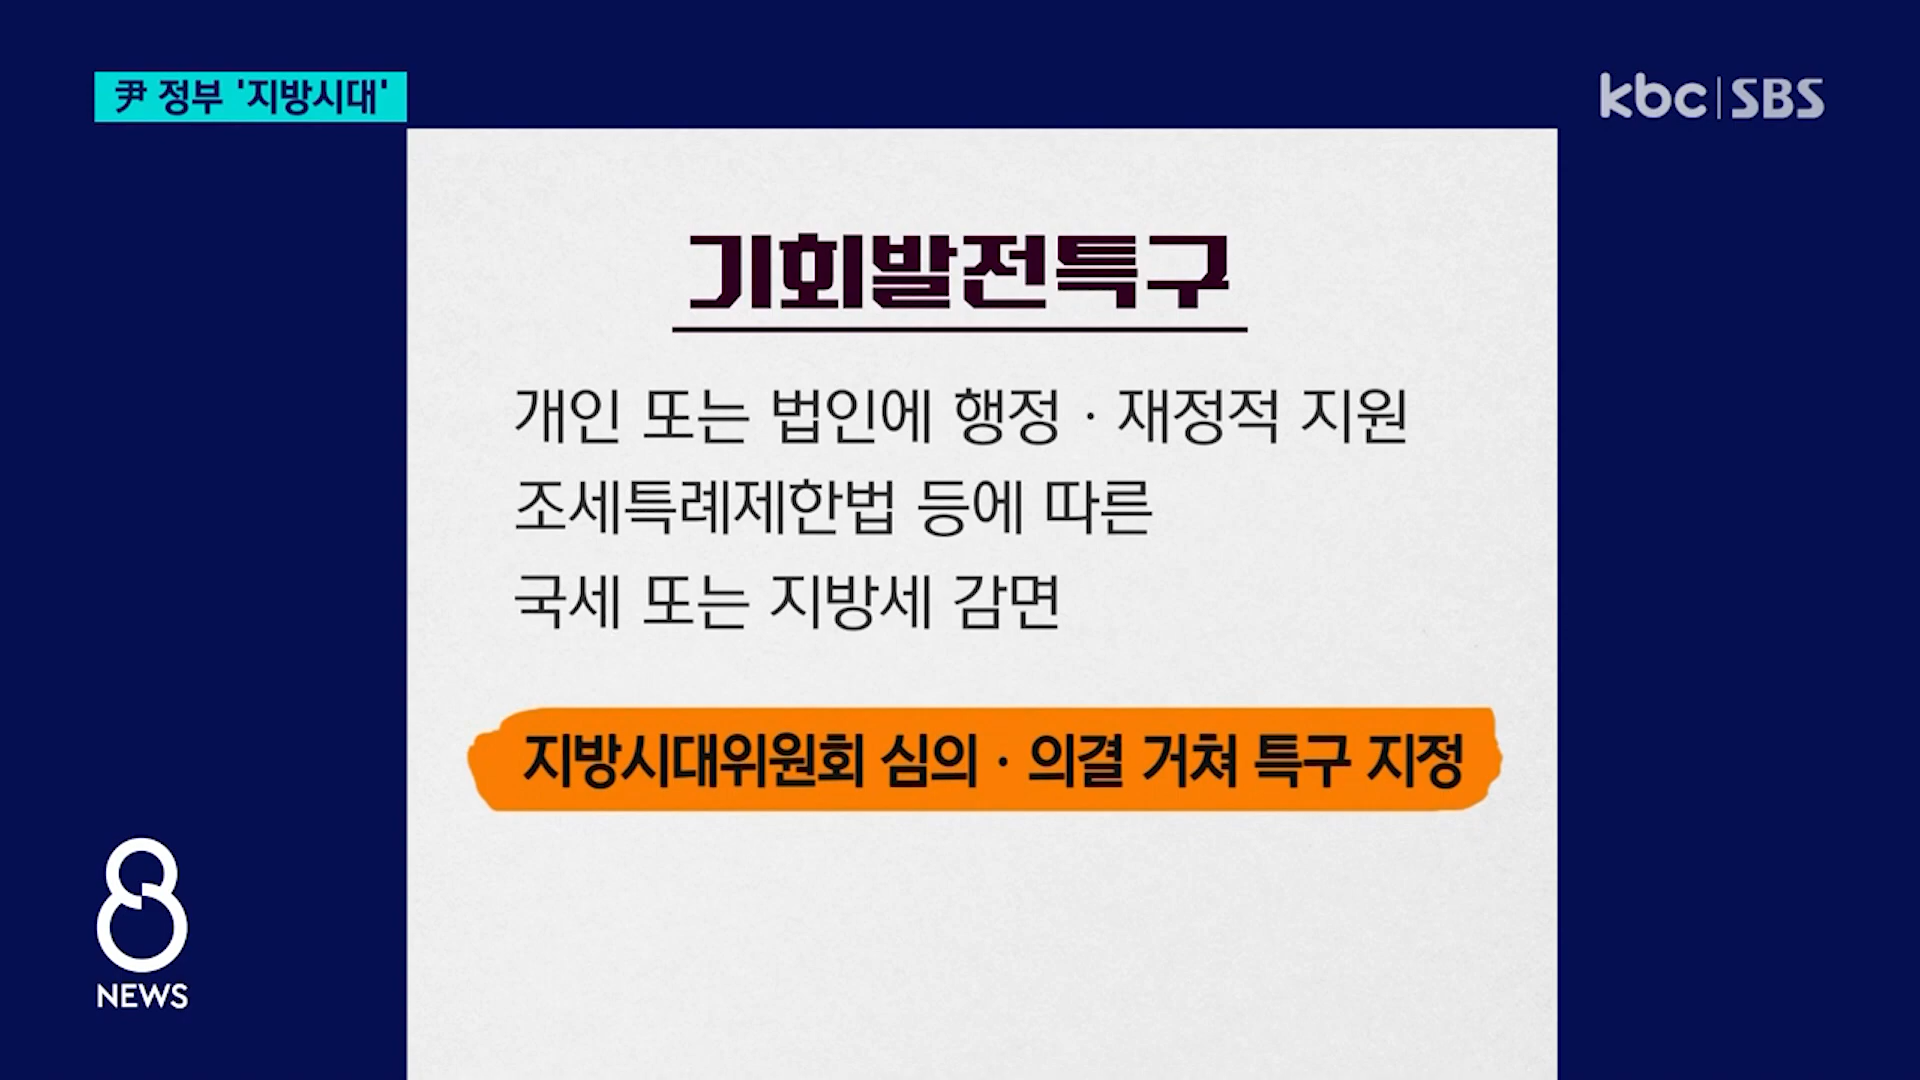 尹 정부 '지방시대'
kbc SBS
기회발전특구
개인 또는 법인에 행정·재정적 지원
조세특례제한법 등에 따른
국세 또는 지방세 감면
지방시대위원회 심의·의결 거쳐 특구 지정
8
NEWS